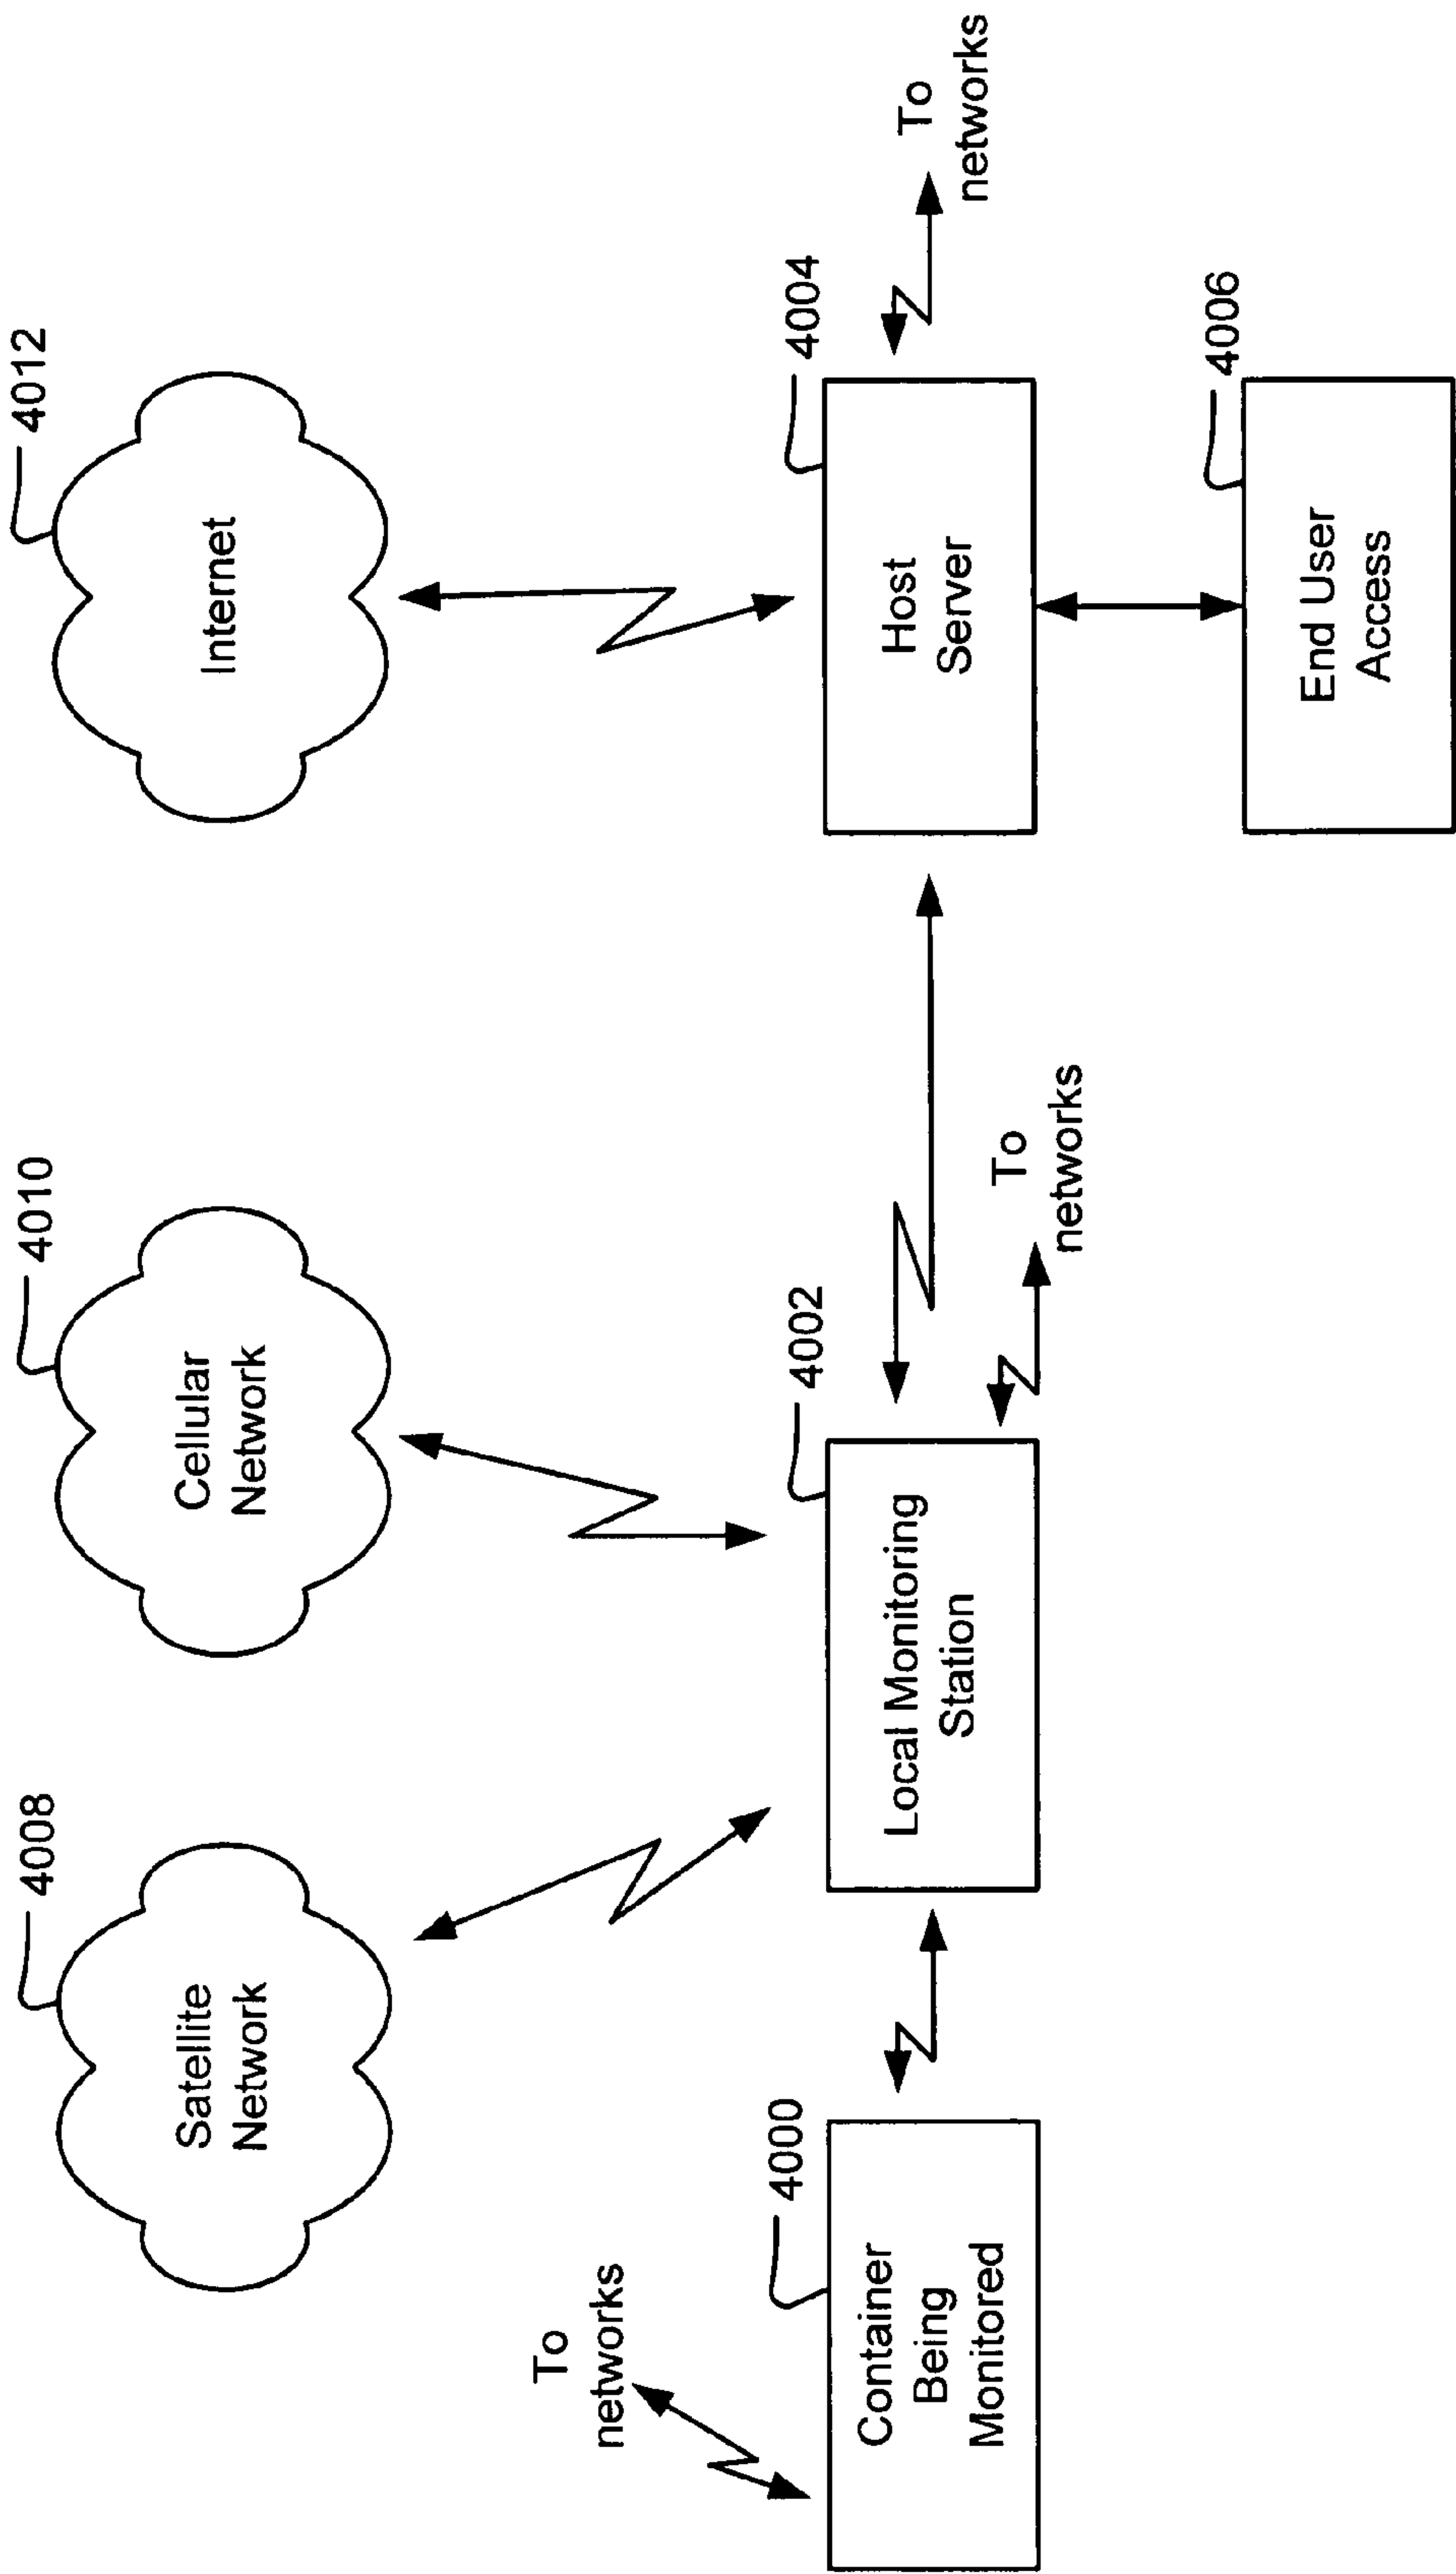 4008
Satellite
Network
4010
Cellular
Network
4012
Internet
To
networks
4000
Container
Being
Monitored
4002
Local Monitoring
Station
To
networks
4004
Host
Server
To
networks
4006
End User
Access